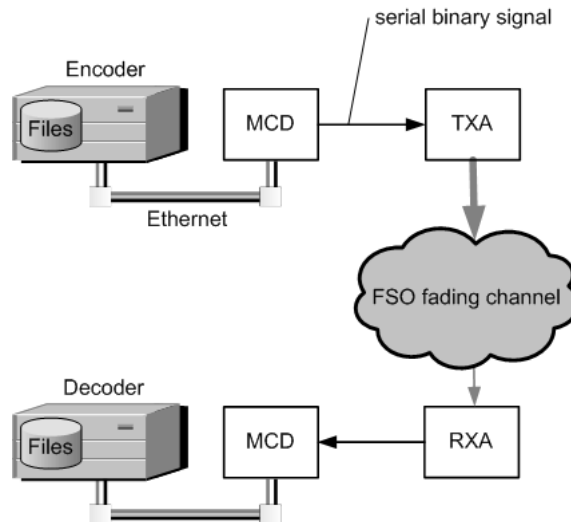 serial binary signal
Encoder
Files
MCD
TXA
Ethernet
FSO fading channel
Decoder
Files
MCD
RXA